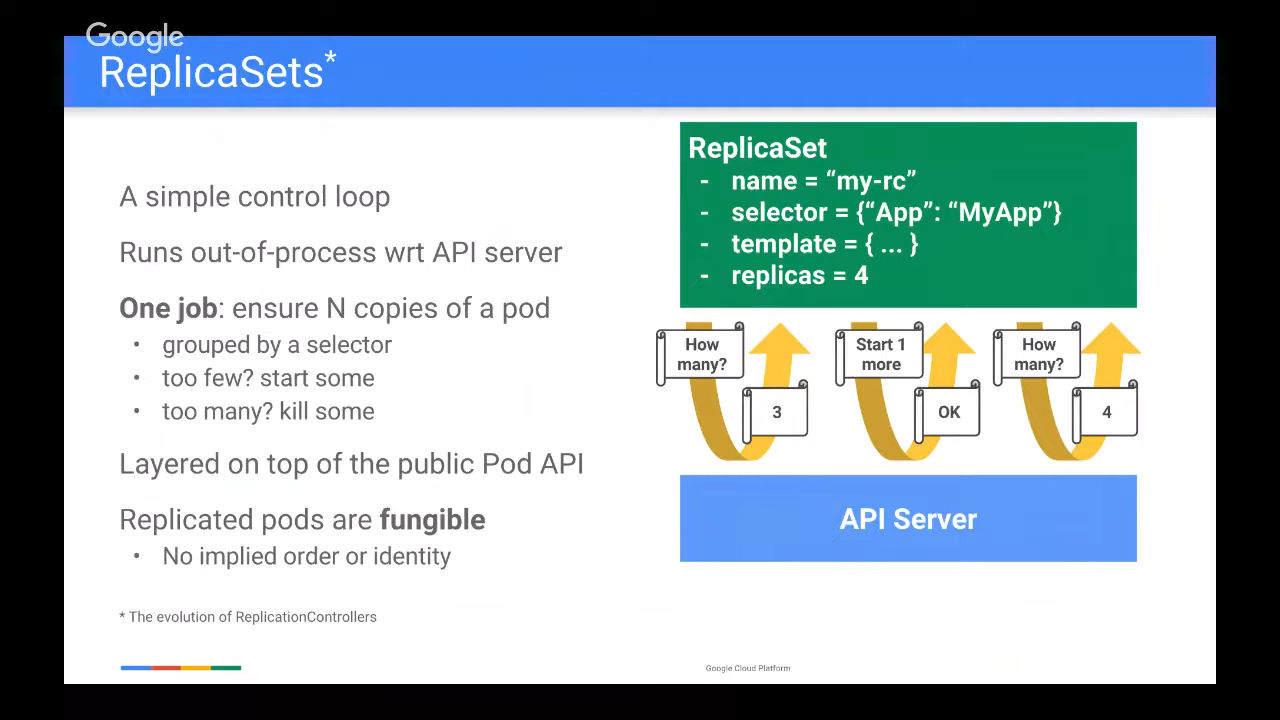 Google
ReplicaSets*
A simple control loop
Runs out-of-process wrt API server
One job: ensure N copies of a pod
• grouped by a selector
• too few? start some
• too many? kill some
Layered on top of the public Pod API
Replicated pods are fungible
• No implied order or identity
* The evolution of ReplicationControllers
ReplicaSet
- name = “my-rc”
- selector = {“App”: “MyApp”}
- template = { ... }
- replicas = 4
How
many?
3
Start 1
more
OK
How
many?
4
API Server
Google Cloud Platform